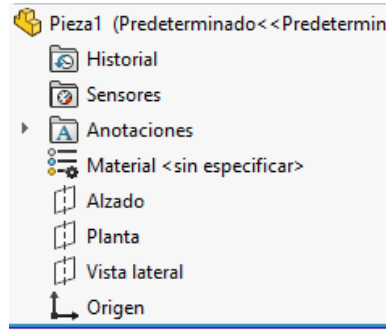 Pieza1 (Predeterminado<<Predetermin
Historial
Sensores
Anotaciones
Material <sin especificar>
Alzado
Planta
Vista lateral
Origen